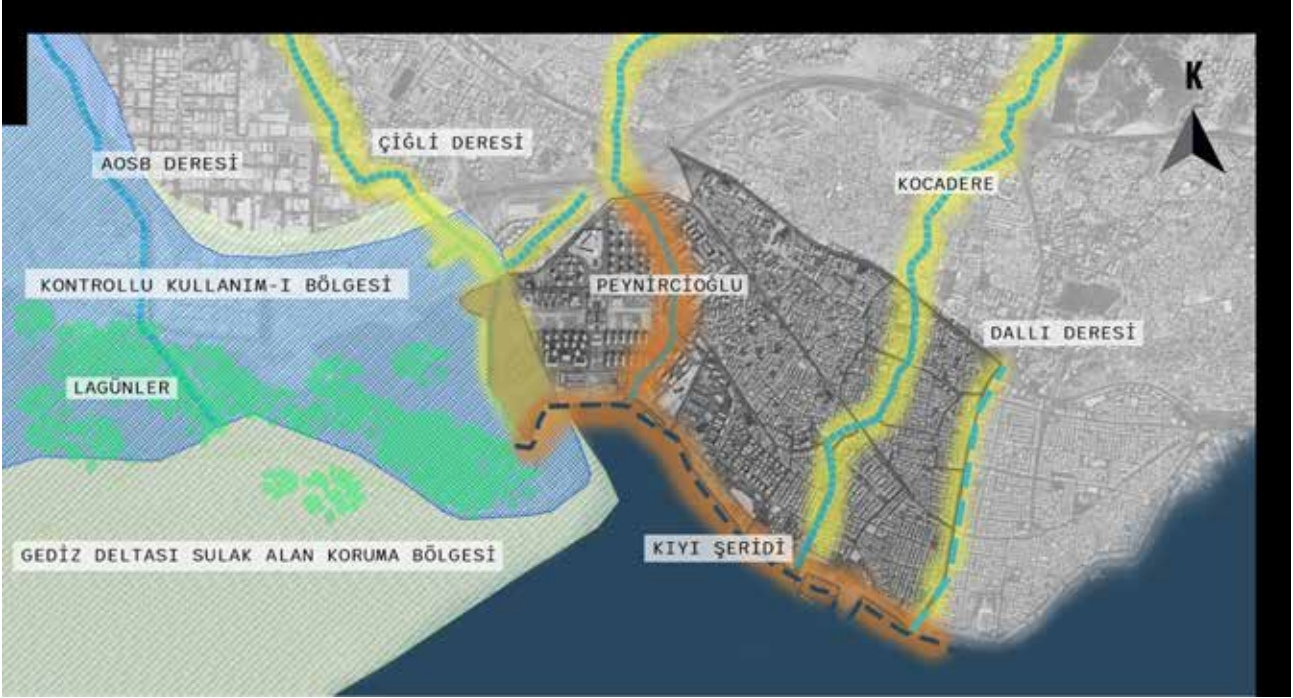 K
ÇİĞLİ DERESİ
AOSB DERESİ
KOCADERE
KONTROLLU KULLANIM-I BÖLGESİ
PEYNİRCİOĞLU
DALLI DERESİ
LAGÜNLER
KIYI ŞERİDİ
GEDİZ DELTASI SULAK ALAN KORUMA BÖLGESİ